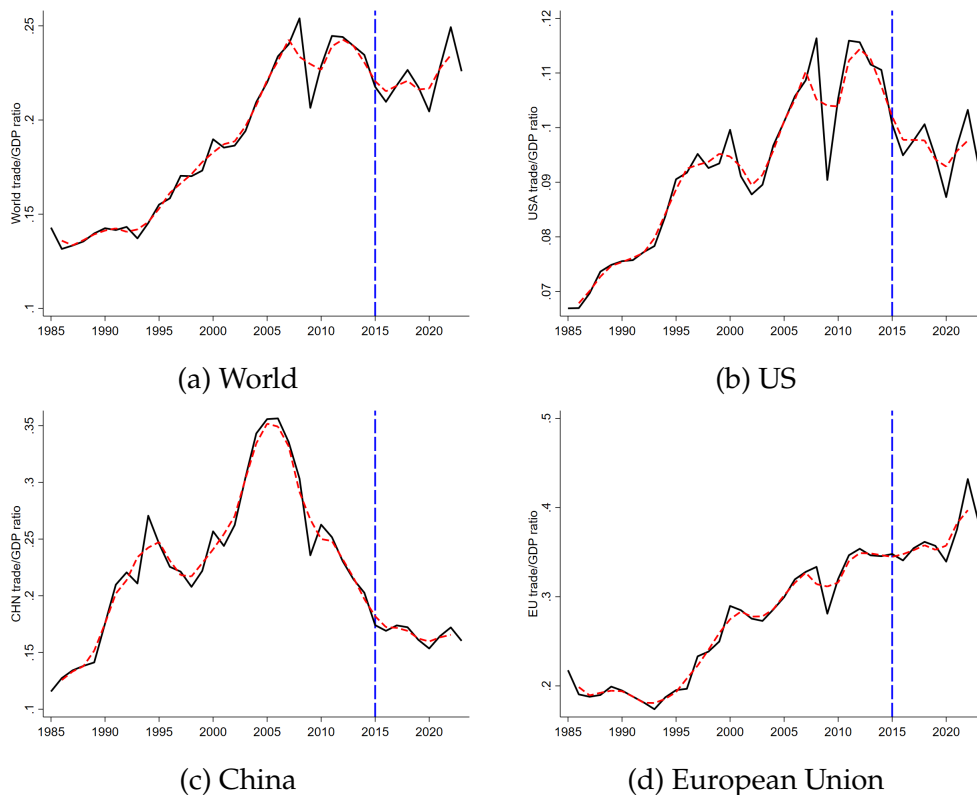 World trade/GDP ratio
.25
.2
.15
.1
1985 1990 1995 2000 2005 2010 2015 2020
(a) World
USA trade/GDP ratio
.12
.11
.1
.09
.08
.07
1985 1990 1995 2000 2005 2010 2015 2020
(b) US
CHN trade/GDP ratio
.35
.3
.25
.2
.15
.1
1985 1990 1995 2000 2005 2010 2015 2020
(c) China
EU trade/GDP ratio
.5
.4
.3
.2
1985 1990 1995 2000 2005 2010 2015 2020
(d) European Union